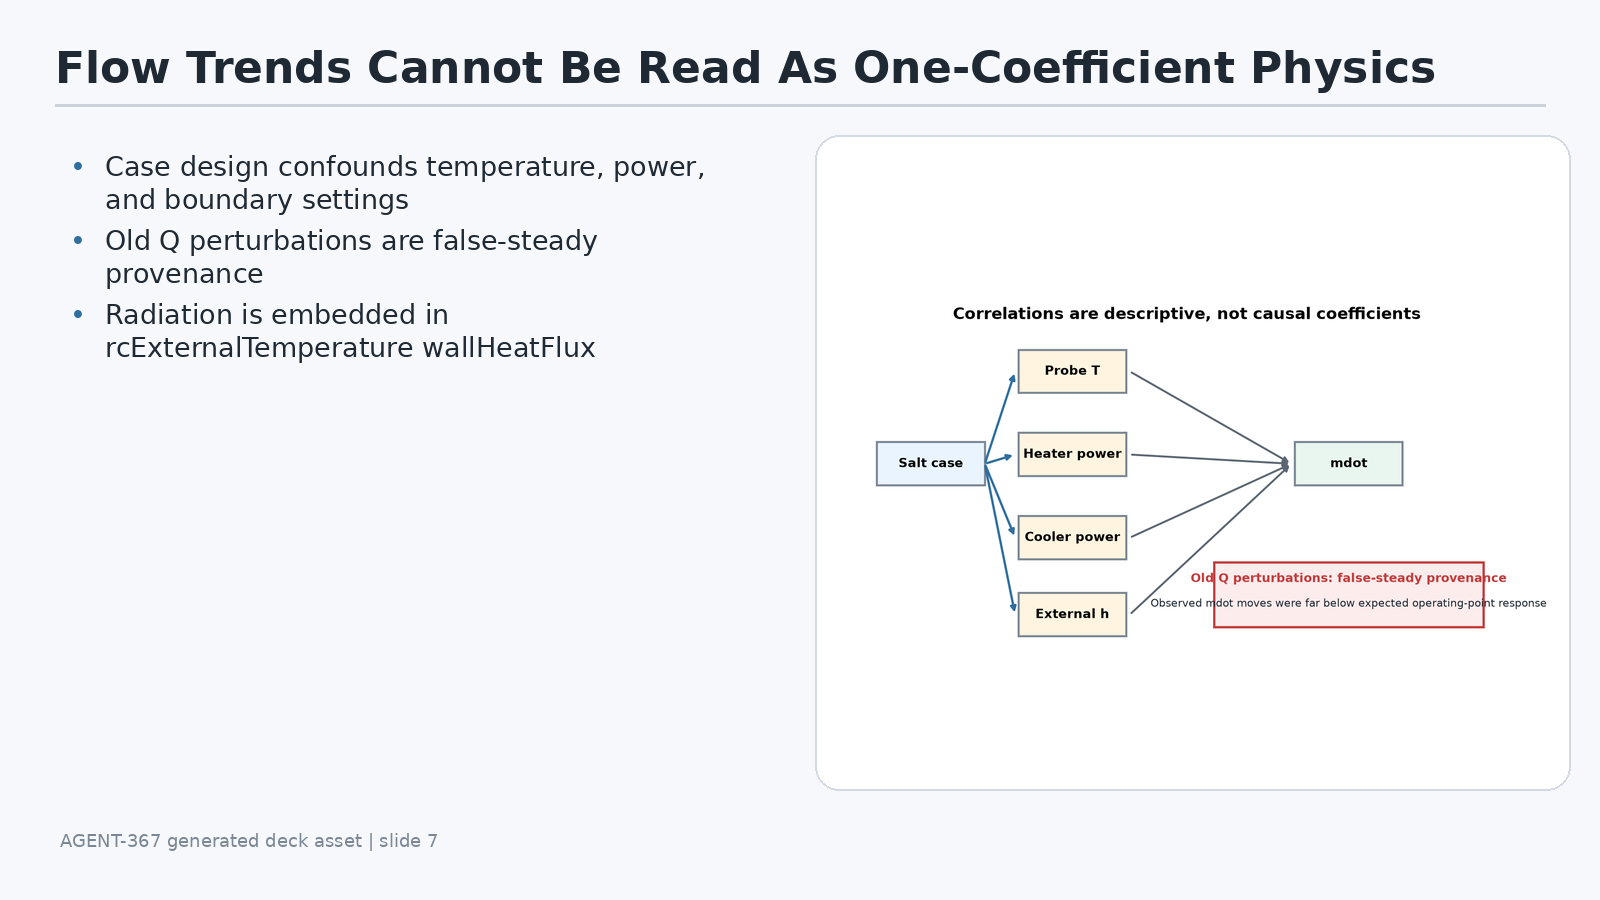 Flow Trends Cannot Be Read As One-Coefficient Physics
• Case design confounds temperature, power,
and boundary settings
• Old Q perturbations are false-steady
provenance
• Radiation is embedded in
rcExternalTemperature wallHeatFlux
Correlations are descriptive, not causal coefficients
Probe T
Heater power
Salt case
mdot
Cooler power
External h
Old Q perturbations: false-steady provenance
Observed mdot moves were far below expected operating-point response
AGENT-367 generated deck asset | slide 7